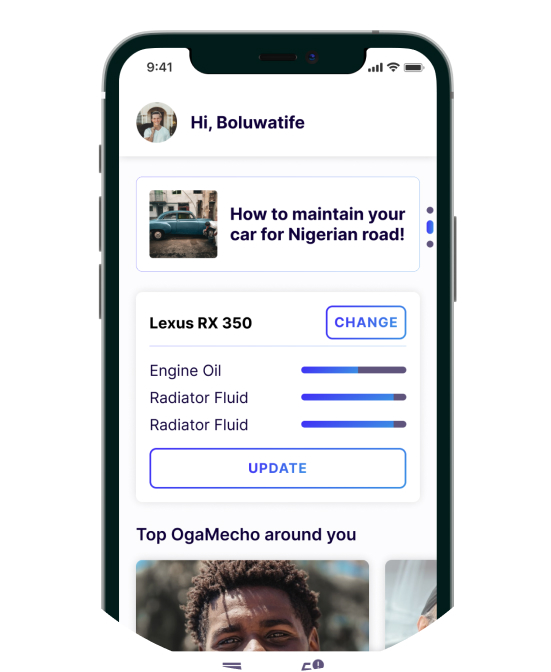 9:41
Hi, Boluwatife
How to maintain your
car for Nigerian road!
Lexus RX 350
CHANGE
Engine Oil
Radiator Fluid
Radiator Fluid
UPDATE
Top OgaMecho around you